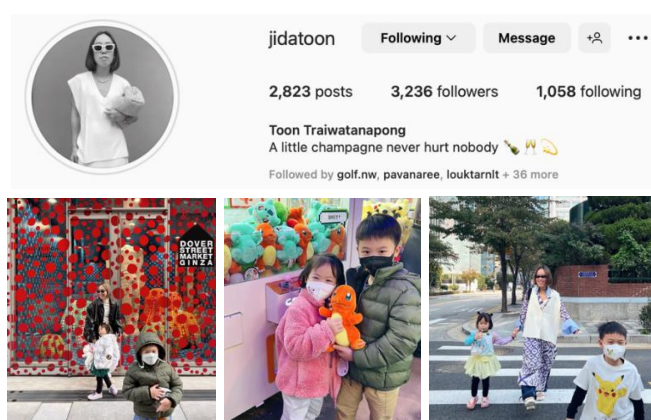 jidatoon Following Message
2,823 posts 3,236 followers 1,058 following
Toon Traiwatanapong
A little champagne never hurt nobody 🍾🥂💫
Followed by golf.nw, pavanaree, louktarnlt + 36 more
DOVER
STREET
MARKET
GINZA